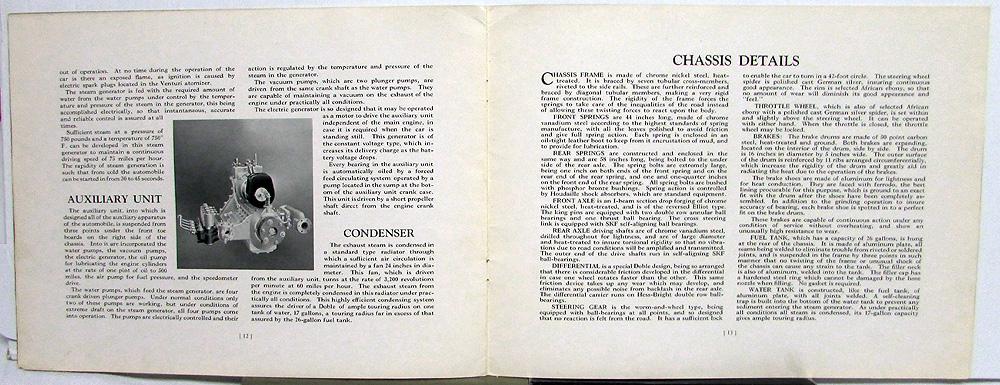 out of operation. At no time during the operation of the
car is there an exposed flame, as ignition is caused by
electric spark plugs located in the Venturi atomizer.
The steam generator is fed with the required amount of
water from the water pumps under control by the temper-
ature and pressure of the steam in the generator, this being
accomplished electrically, so that instantaneous, accurate
and reliable control is assured at all
times.
Sufficient steam at a pressure of
750 pounds and a temperature of 750°
F. can be developed in this steam
generator to maintain a continuous
driving speed of 75 miles per hour.
The rapidity of steam generation is
such that from cold the automobile
can be started in from 30 to 45 seconds.
AUXILIARY UNIT
The auxiliary unit, into which is
designed all of the auxiliary apparatus
of the automobile, is suspended from
three points under the front toe
boards on the right side of the
chassis. Into it are incorporated the
water pumps, the vacuum pumps,
the electric generator, the oil pump
for lubricating the engine cylinders
at the rate of one pint of oil to 500
miles, the air pump for fuel pressure, and the speedometer
drive.
The water pumps, which feed the steam generator, are four
crank driven plunger pumps. Under normal conditions only
two of these pumps are working, but under conditions of
extreme draft on the steam generator, all four pumps come
into operation. The pumps are electrically controlled and their
action is regulated by the temperature and pressure of the
steam in the generator.
The vacuum pumps, which are two plunger pumps, are
driven from the same crank shaft as the water pumps. They
are capable of maintaining a vacuum on the exhaust of the
engine under practically all conditions.
The electric generator is so designed that it may be operated
as a motor to drive the auxiliary unit
independent of the main engine, in
case it is required when the car is
standing still. This generator is of
the constant voltage type, which in-
creases its delivery charge as the bat-
tery voltage drops.
Every bearing in the auxiliary unit
is automatically oiled by a forced
feed circulating system operated by a
pump located in the sump at the bot-
tom of the auxiliary unit crank case.
This unit is driven by a short propeller
shaft direct from the engine crank
shaft.
CONDENSER
The exhaust steam is condensed in
a standard type radiator through
which a sufficient air circulation is
maintained by a fan 24 inches in dia-
meter. This fan, which is driven
from the auxiliary unit, turns at the rate of 3,200 revolutions
per minute at 60 miles per hour. The exhaust steam from
the engine is completely condensed in this radiator under prac-
tically all conditions. This highly efficient condensing system
assures the driver of a Doble of ample touring radius on one
tank of water, 17 gallons, a touring radius far in excess of that
assured by the 26-gallon fuel tank.
[12]
CHASSIS DETAILS
CHASSIS FRAME is made of chrome nickel steel, heat-
treated. It is braced by seven tubular cross-members,
riveted to the side rails. These are further reinforced and
braced by diagonal tubular members, making a very rigid
frame construction. The rigidity of the frame forces the
springs to take care of the inequalities of the road instead
of allowing these twisting forces to react upon the body.
FRONT SPRINGS are 44 inches long, made of chrome
vanadium steel according to the highest standards of spring
manufacture, with all the leaves polished to avoid friction
and give full spring action. Each spring is enclosed in an
oil-tight leather boot to keep from it encrustation of mud, and
to provide for lubrication.
REAR SPRINGS are constructed and enclosed in the
same way and are 58 inches long, being bolted to the under
side of the rear axle. The spring bolts are extremely large,
being one inch on both ends of the front spring and on the
rear end of the rear spring, and one and one-quarter inches
on the front end of the rear spring. All spring bolts are lined
with phosphor bronze bushings. Spring action is controlled
by Houdaille shock absorbers which are standard equipment.
FRONT AXLE is an I-beam section drop forging of chrome
nickel steel, heat-treated, and is of the reversed Elliot type.
The king pins are equipped with two double row annular ball
bearings and one thrust ball bearing. The cross steering
link is equipped with SKF self-aligning ball bearings.
REAR AXLE driving shafts are of chrome vanadium steel,
drilled throughout for lightness, and are of large diameter
and heat-treated to insure torsional rigidity so that no vibra-
tions due to road conditions will be amplified and transmitted.
The outer end of the drive shafts run in self-aligning SKF
ball-bearings.
DIFFERENTIAL is a special Doble design, being so arranged
that there is considerable friction developed in the differential
in case one wheel rotates faster than the other. This same
friction device takes up any wear which may develop, and
eliminates any possible noise from backlash in the rear axle.
The differential carrier runs on Hess-Bright double row ball-
bearings.
STEERING GEAR is the worm-and-wheel type, being
equipped with ball-bearings at all points, and so designed
that no reaction is felt from the road. It has a sufficient lock
to enable the car to turn in a 42-foot circle. The steering wheel
spider is polished cast German silver, insuring continuous
good appearance. The rim is selected African ebony, so that
no amount of wear will diminish its good appearance and
"feel."
THROTTLE WHEEL, which is also of selected African
ebony with a polished cast German silver spider, is set within
and slightly above the steering wheel. It can be operated
with either hand. When the throttle is closed, the throttle
wheel may be locked.
BRAKES: The brake drums are made of 50 point carbon
steel, heat-treated and ground. Both brakes are expanding,
located on the interior of the drum, side by side. The drum
is 16 inches in diameter by 2 inches wide. The outer surface
of the drum is reinforced by 11 ribs arranged circumferentially,
which increase the rigidity of the drum and greatly aid in
radiating the heat due to the operation of the brakes.
The brake shoes are made of aluminum for lightness and
for heat conduction. They are faced with ferrodo, the best
lining procurable for this purpose, which is ground to an exact
fit with the drum after the shoes have been completely as-
sembled. In addition to the grinding operation to insure
accuracy of bearing, each brake shoe is spotted in to a perfect
fit on the brake drum.
These brakes are capable of continuous action under any
condition of service without overheating, and show an
unusually high resistance to wear.
FUEL TANK, which has a capacity of 26 gallons, is hung
at the rear of the chassis. It is made of aluminum plate, all
seams being welded to eliminate trouble from riveted or soldered
joints, and is suspended in the frame by three points in such
manner that no twisting of the frame or unusual shock of
the chassis can cause any strain to the tank. The filler neck
is also of aluminum, welded into the tank. The filler cap has
a hardened steel ring which cannot be damaged by the hose
nozzle when filling. No gasket is required.
WATER TANK is constructed, like the fuel tank, of
aluminum plate, with all joints welded. A self-cleaning
trap is built into the bottom of the water tank to prevent any
sediment entering the steam generator. As under practically
all conditions all steam is condensed, its 17-gallon capacity
gives ample touring radius.
[13]